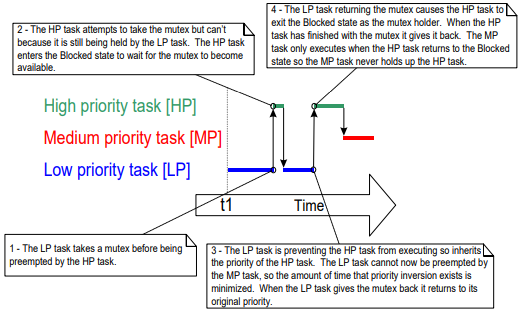 2 - The HP task attempts to take the mutex but can't
because it is still being held by the LP task.  The HP task
enters the Blocked state to wait for the mutex to become
available.
4 - The LP task returning the mutex causes the HP task to
exit the Blocked state as the mutex holder.  When the HP
task has finished with the mutex it gives it back.  The MP
task only executes when the HP task returns to the Blocked
state so the MP task never holds up the HP task.
High priority task [HP]
Medium priority task [MP]
Low priority task [LP]
t1 Time
1 - The LP task takes a mutex before being
preempted by the HP task.
3 - The LP task is preventing the HP task from executing so inherits
the priority of the HP task.  The LP task cannot now be preempted by
the MP task, so the amount of time that priority inversion exists is
minimized.  When the LP task gives the mutex back it returns to its
original priority.